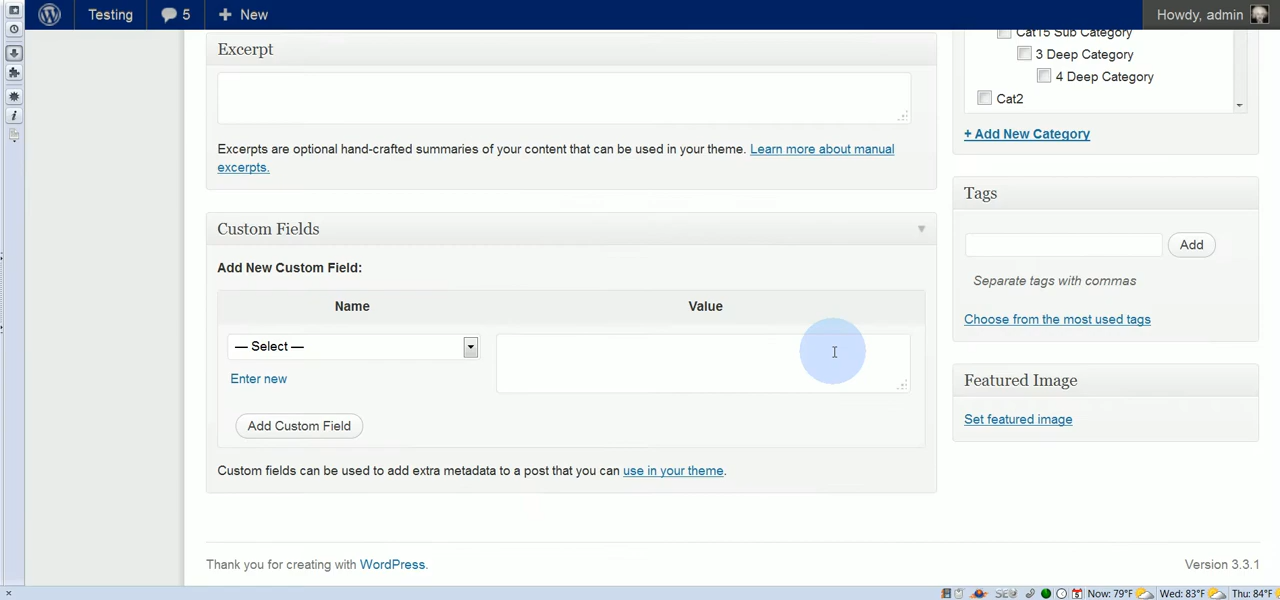 Testing
5
New
Howdy, admin
Excerpt
Excerpts are optional hand-crafted summaries of your content that can be used in your theme. Learn more about manual
excerpts.
Custom Fields
Add New Custom Field:
Name
Value
— Select —
Enter new
Add Custom Field
Custom fields can be used to add extra metadata to a post that you can use in your theme.
Thank you for creating with WordPress.
Cat15 Sub Category
3 Deep Category
4 Deep Category
Cat2
+ Add New Category
Tags
Add
Separate tags with commas
Choose from the most used tags
Featured Image
Set featured image
Version 3.3.1
Now: 79°F
Wed: 83°F
Thu: 84°F